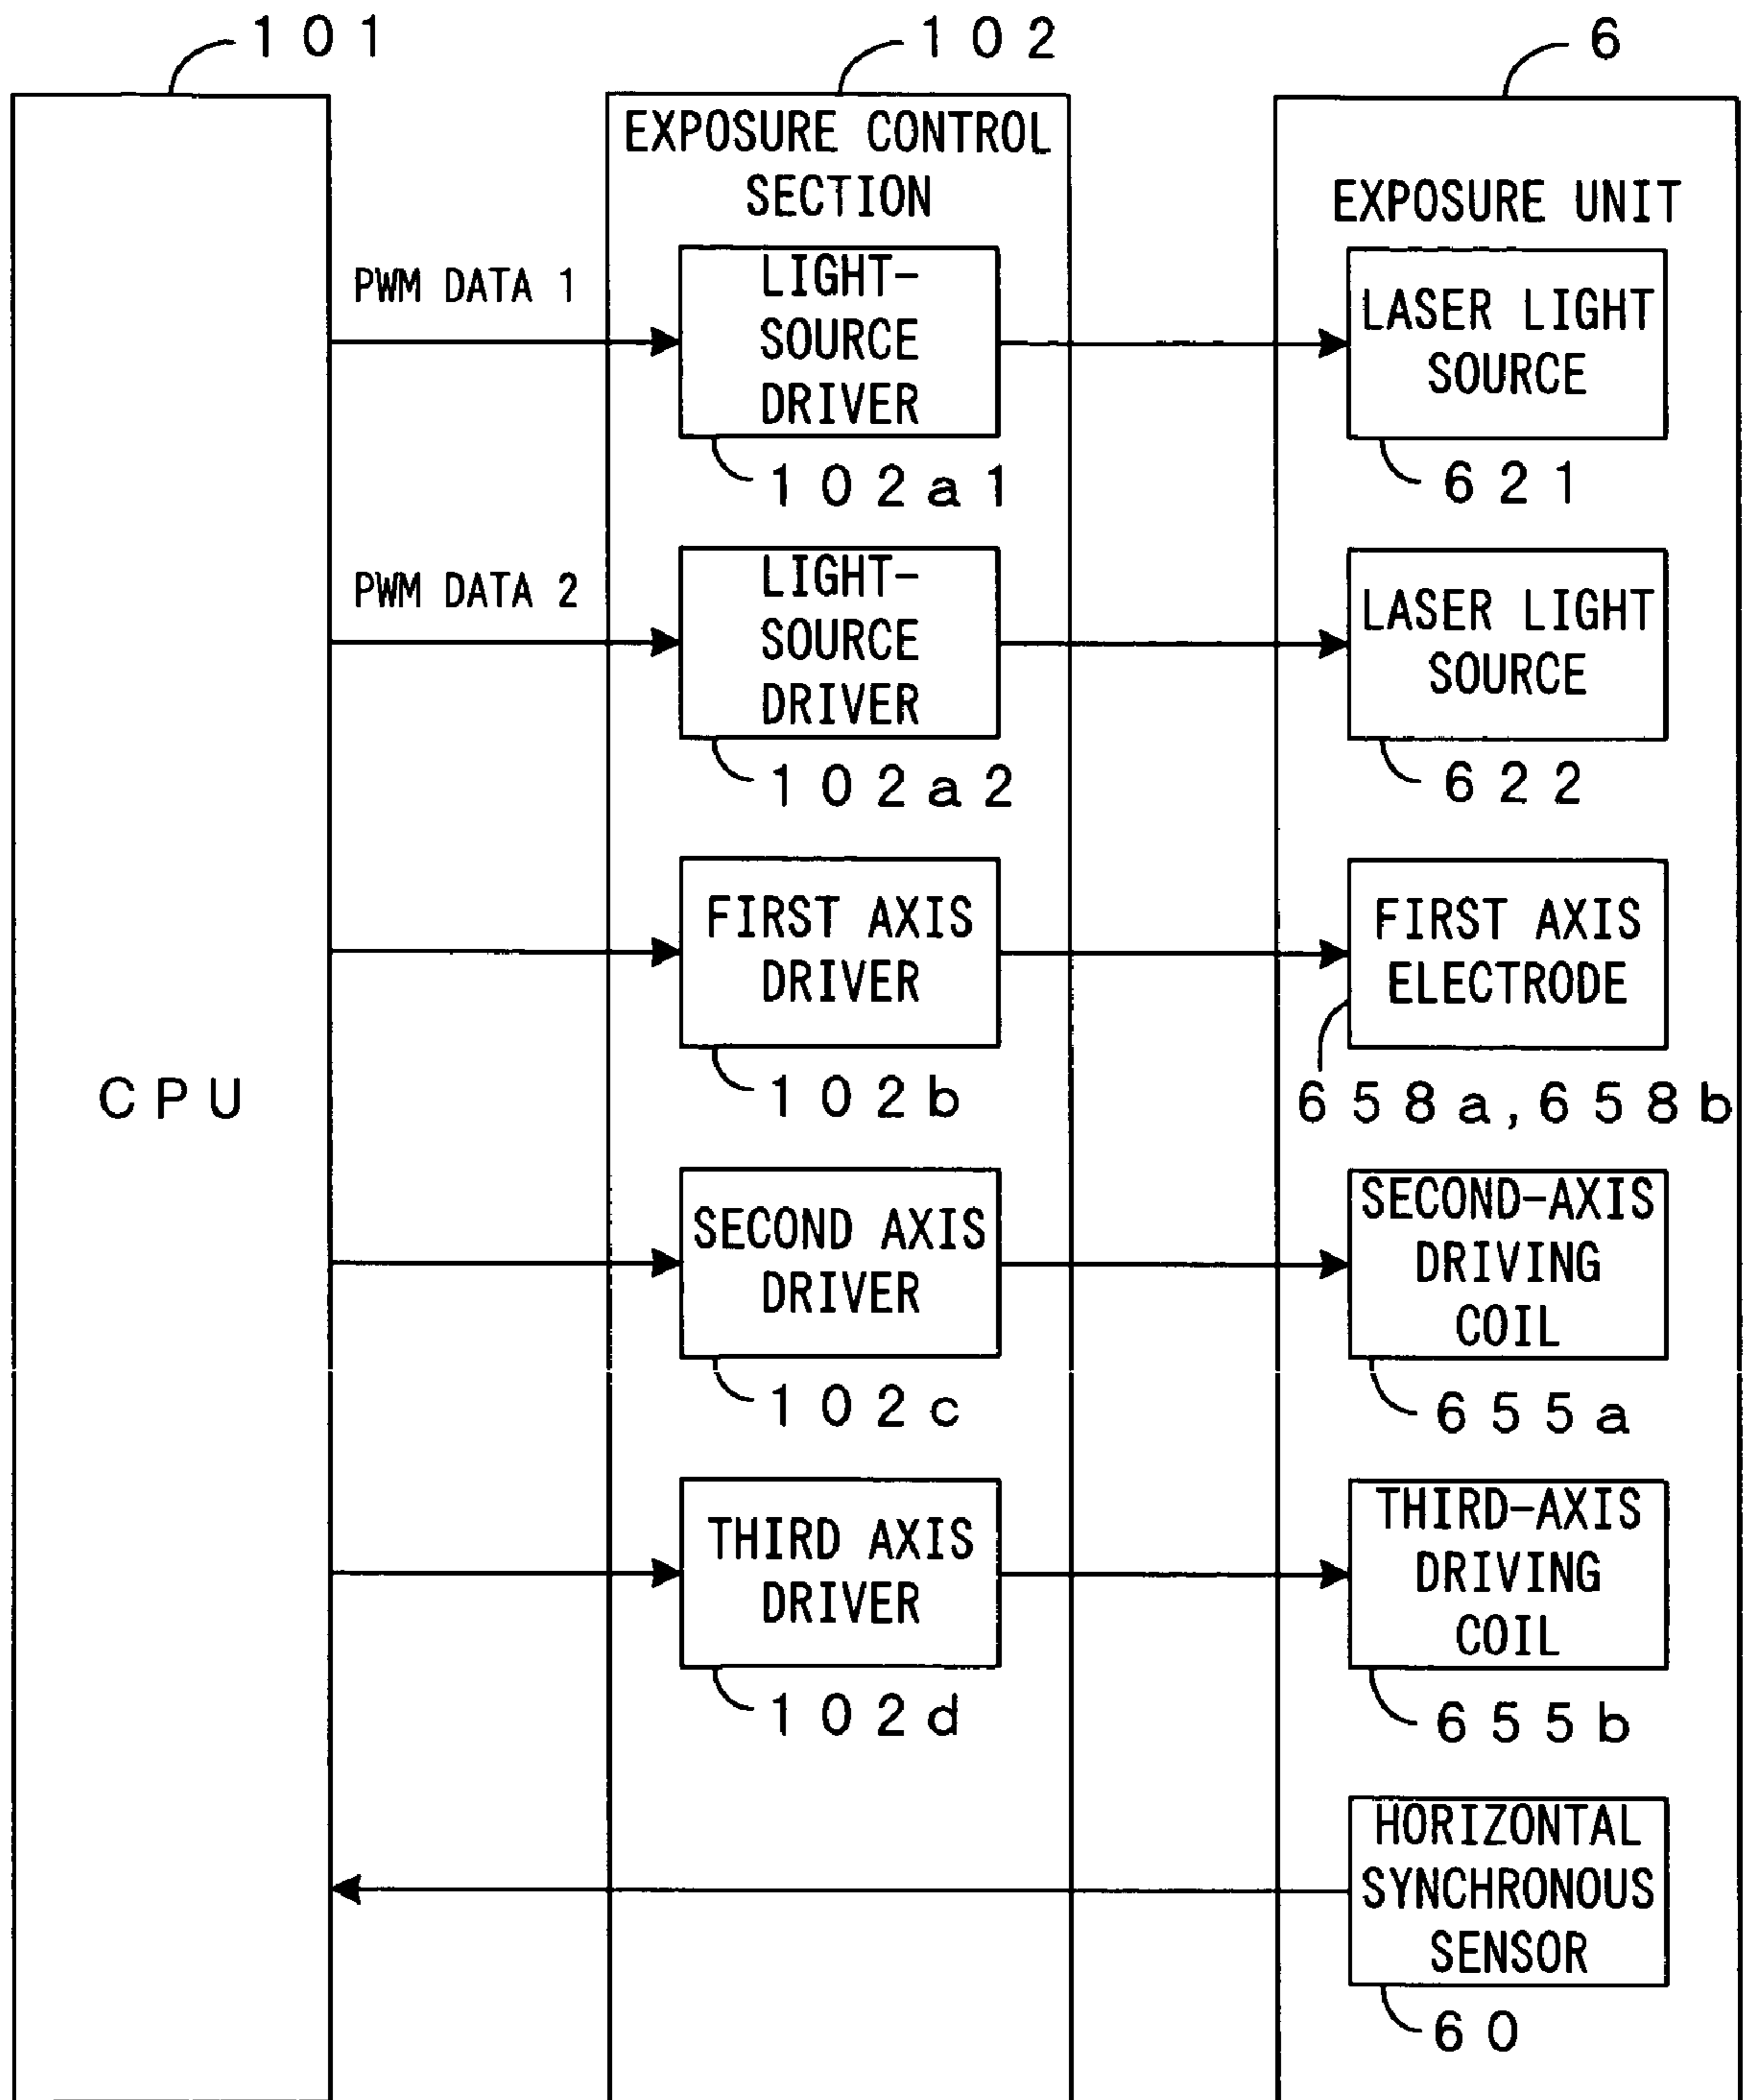 101
102
6
EXPOSURE CONTROL
SECTION
EXPOSURE UNIT
PWM DATA 1
LIGHT-
SOURCE
DRIVER
102a1
LASER LIGHT
SOURCE
621
PWM DATA 2
LIGHT-
SOURCE
DRIVER
102a2
LASER LIGHT
SOURCE
622
CPU
FIRST AXIS
DRIVER
102b
FIRST AXIS
ELECTRODE
658a,658b
SECOND AXIS
DRIVER
102c
SECOND-AXIS
DRIVING
COIL
655a
THIRD AXIS
DRIVER
102d
THIRD-AXIS
DRIVING
COIL
655b
HORIZONTAL
SYNCHRONOUS
SENSOR
60